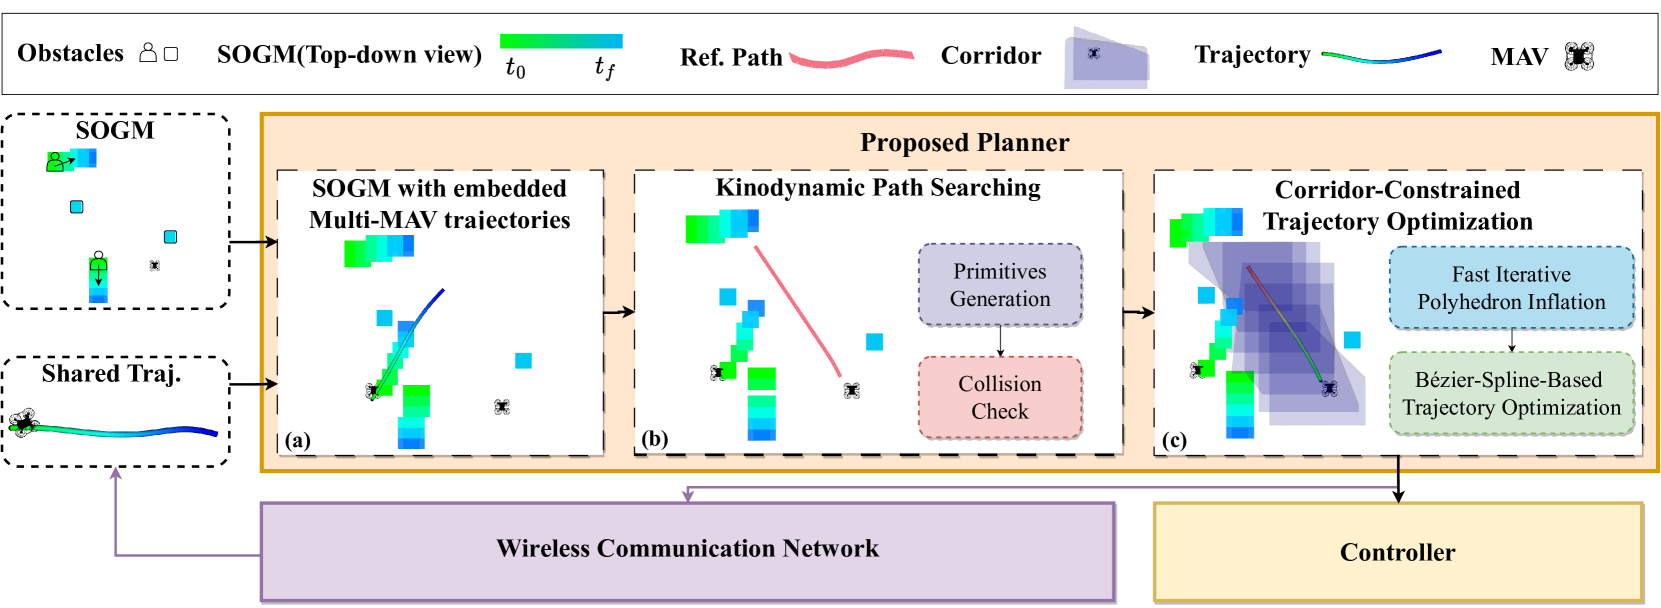 Obstacles
SOGM(Top-down view)
t0
tf
Ref. Path
Corridor
Trajectory
MAV
SOGM
Shared Traj.
Proposed Planner
SOGM with embedded
Multi-MAV trajectories
(a)
Kinodynamic Path Searching
Primitives
Generation
Collision
Check
(b)
Corridor-Constrained
Trajectory Optimization
Fast Iterative
Polyhedron Inflation
Bézier-Spline-Based
Trajectory Optimization
(c)
Wireless Communication Network
Controller